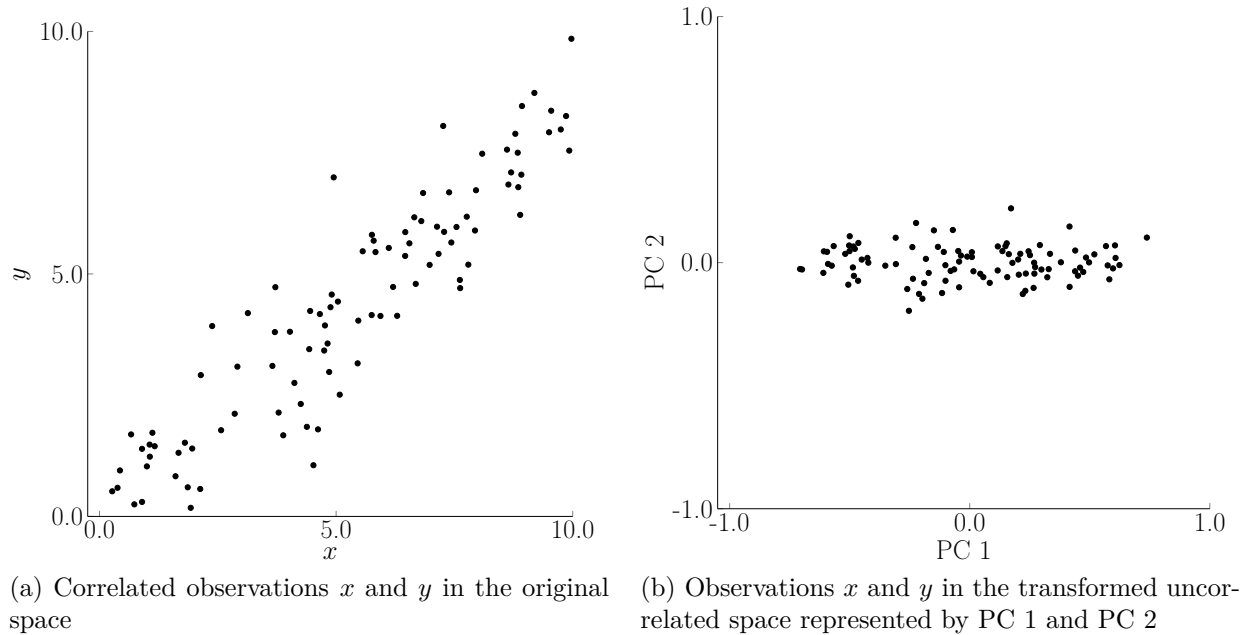 10.0
5.0
0.0
y
0.0
5.0
10.0
x
(a) Correlated observations x and y in the original
space
1.0
0.0
-1.0
PC 2
-1.0
0.0
1.0
PC 1
(b) Observations x and y in the transformed uncor-
related space represented by PC 1 and PC 2